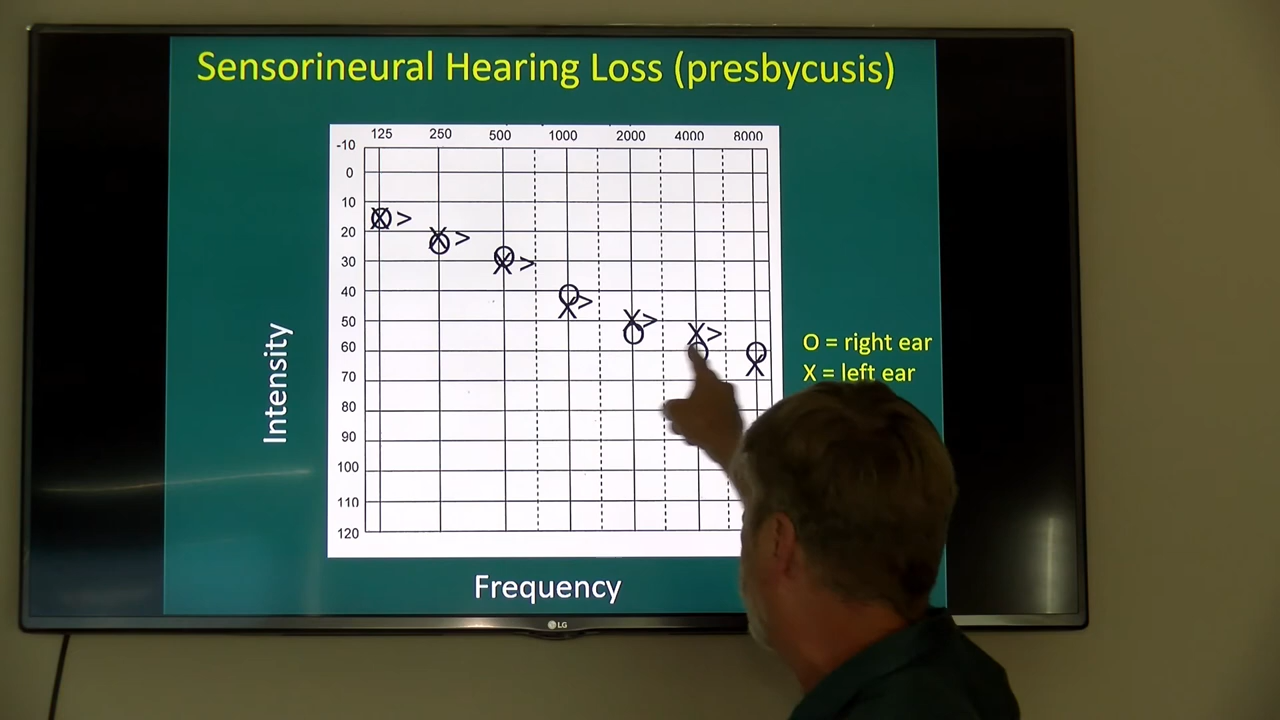 Sensorineural Hearing Loss (presbycusis)
125 250 500 1000 2000 4000 8000
-10
0
10
20
30
40
50
60
70
80
90
100
110
120
X >
X >
X >
X >
X >
X >
X
Intensity
O = right ear
X = left ear
Frequency
LG